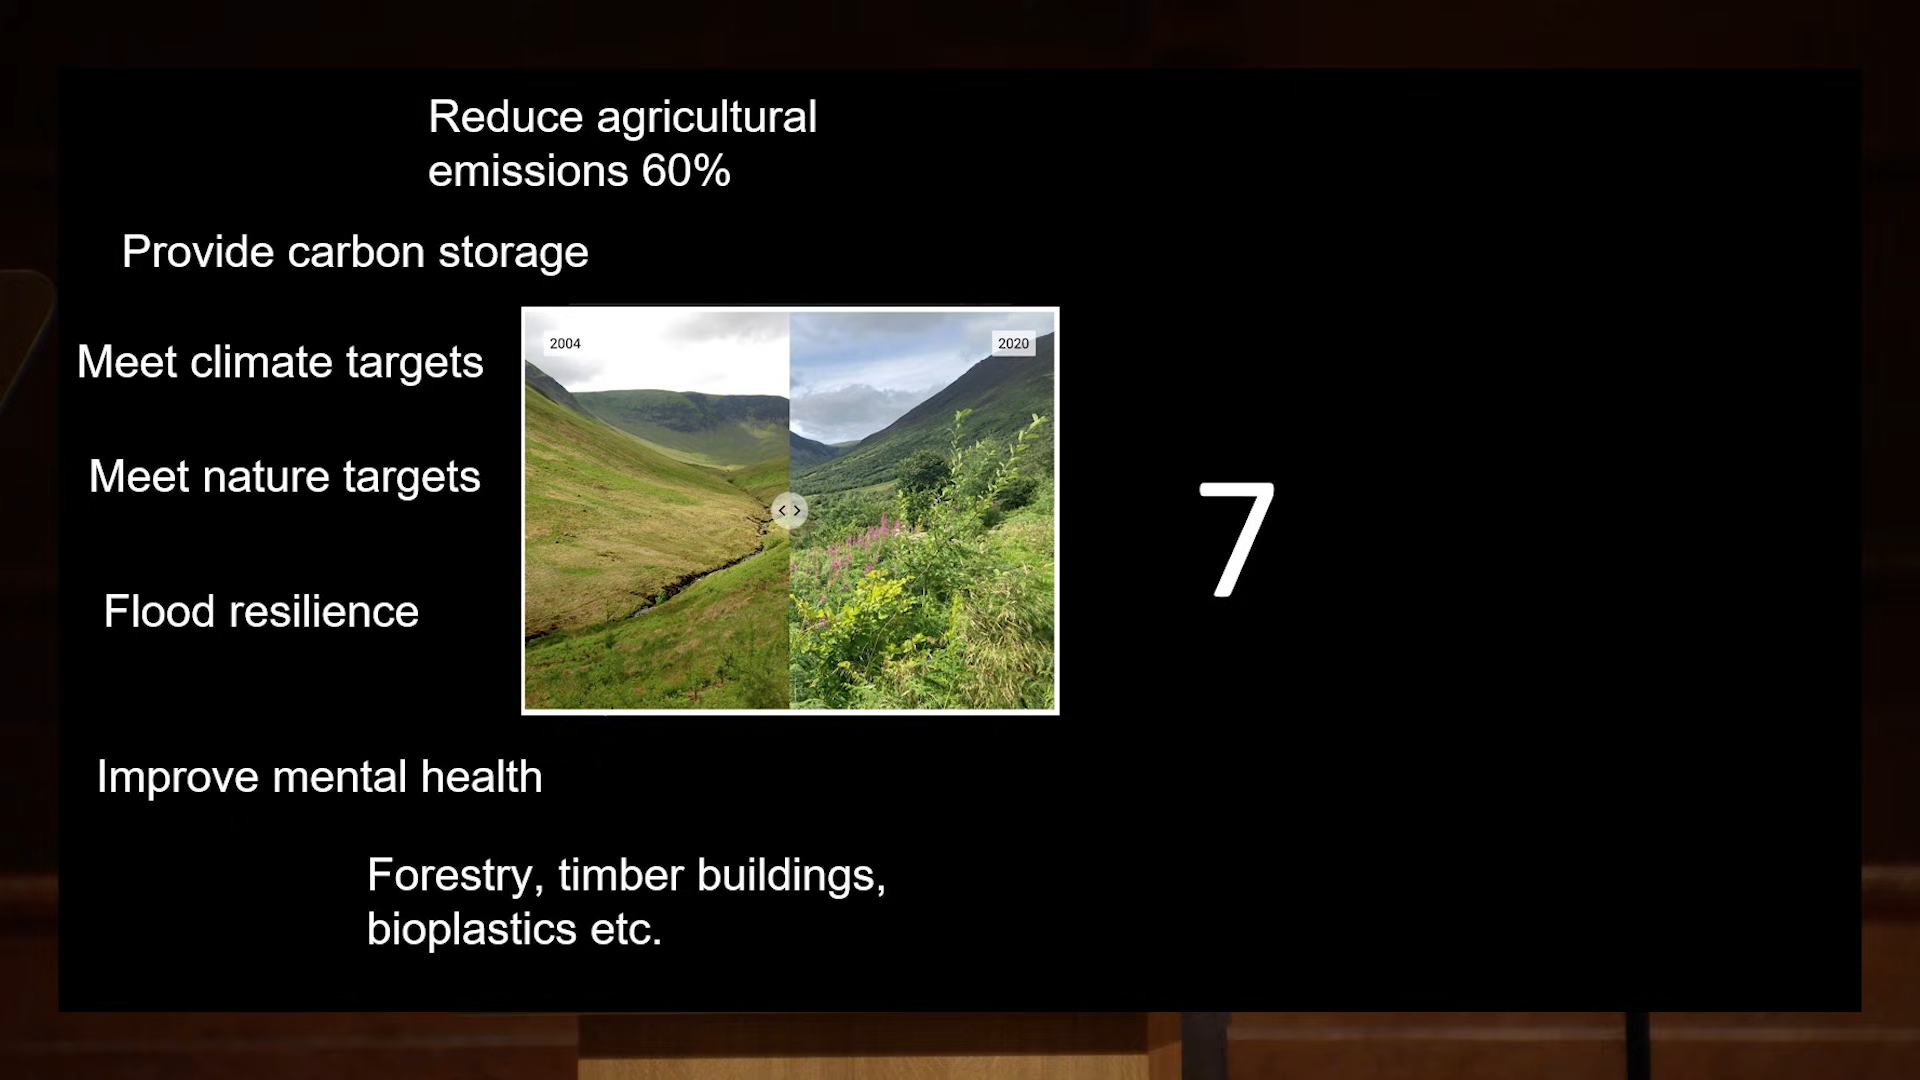 Reduce agricultural
emissions 60%
Provide carbon storage
Meet climate targets
2004
2020
Meet nature targets
7
Flood resilience
Improve mental health
Forestry, timber buildings,
bioplastics etc.